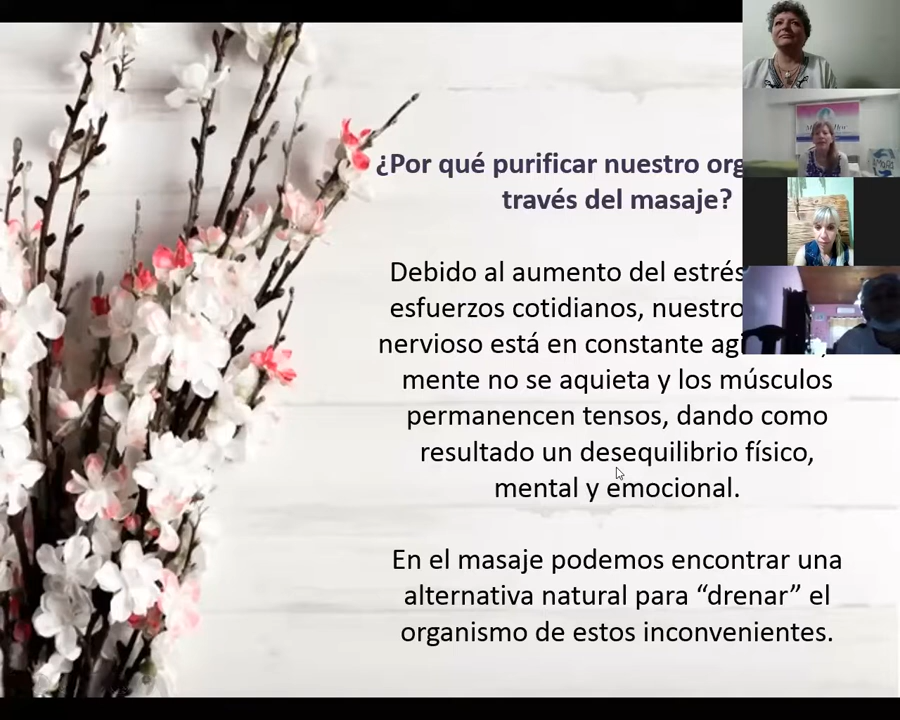 ¿Por qué purificar nuestro
través del masaje?
Debido al aumento del estrés
esfuerzos cotidianos, nuestro
nervioso está en constante
mente no se aquieta y los músculos
permanencen tensos, dando como
resultado un desequilibrio físico,
mental y emocional.
En el masaje podemos encontrar una
alternativa natural para “drenar” el
organismo de estos inconvenientes.